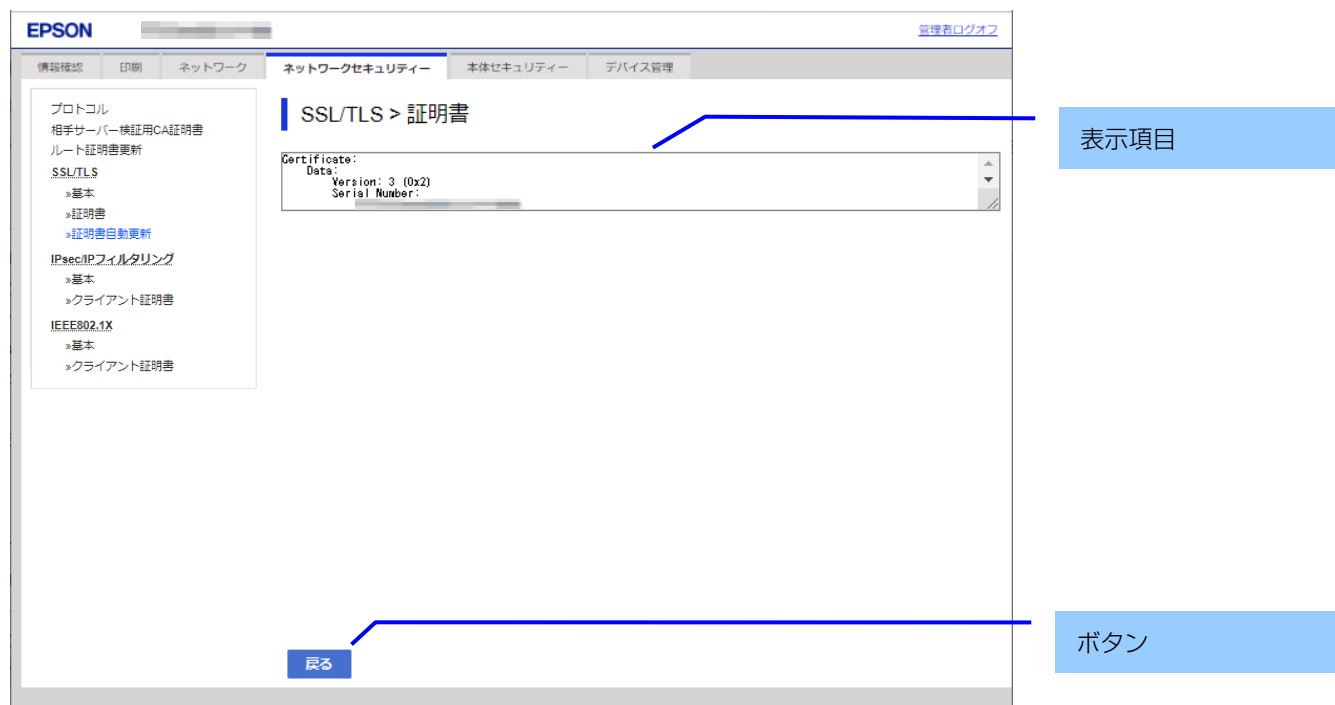 EPSON
管理者ログオフ
情報確認 印刷 ネットワーク ネットワークセキュリティー 本体セキュリティー デバイス管理
プロトコル
相手サーバー検証用CA証明書
ルート証明書更新
SSL/TLS
»基本
»証明書
»証明書自動更新
IPsec/IPフィルタリング
»基本
»クライアント証明書
IEEE802.1X
»基本
»クライアント証明書
SSL/TLS > 証明書
Certificate:
Data:
Version: 3 (0x2)
Serial Number:
戻る
表示項目
ボタン